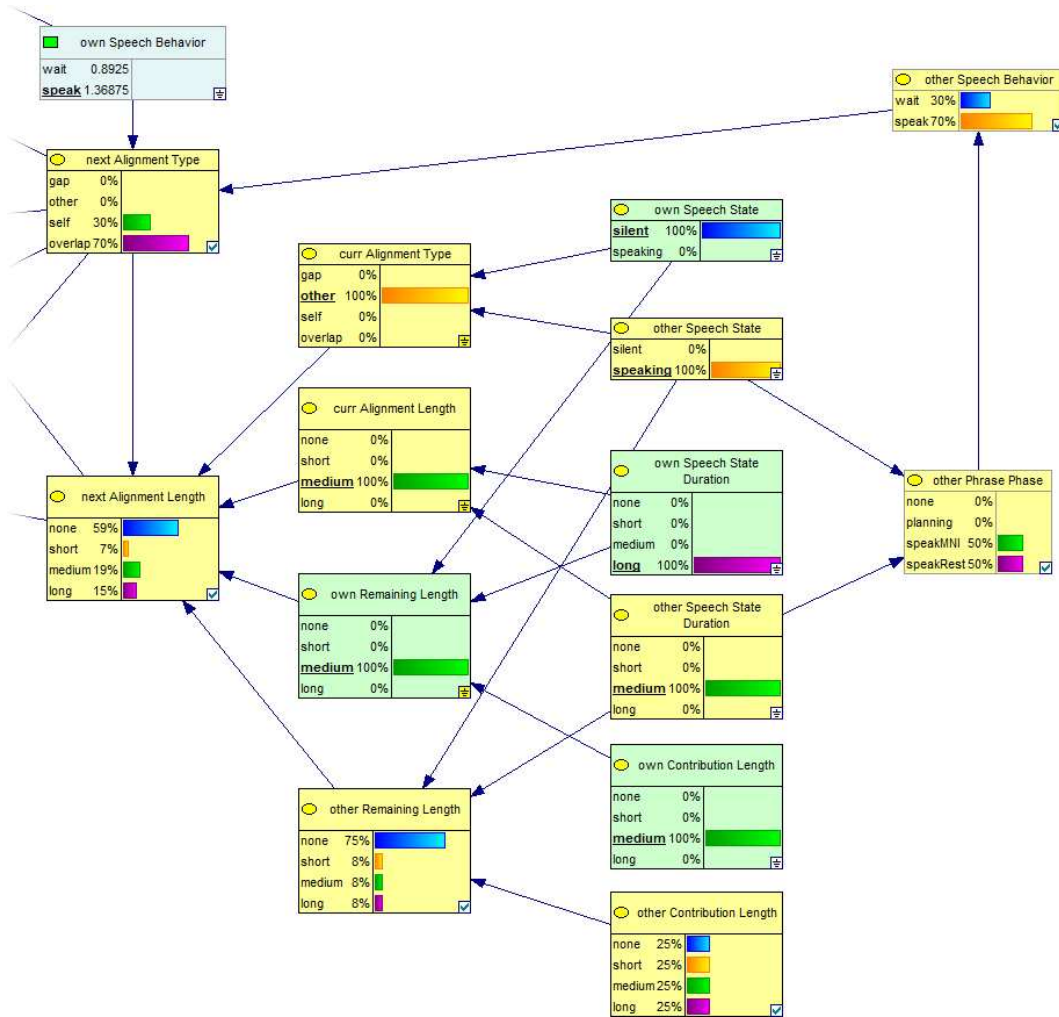 own Speech Behavior
wait 0.8925
speak 1.36875
other Speech Behavior
wait 30%
speak 70%
next Alignment Type
gap 0%
other 0%
self 30%
overlap 70%
own Speech State
silent 100%
speaking 0%
curr Alignment Type
gap 0%
other 100%
self 0%
overlap 0%
other Speech State
silent 0%
speaking 100%
curr Alignment Length
none 0%
short 0%
medium 100%
long 0%
own Speech State
Duration
none 0%
short 0%
medium 0%
long 100%
other Phrase Phase
none 0%
planning 0%
speakMNI 50%
speakRest 50%
next Alignment Length
none 59%
short 7%
medium 19%
long 15%
own Remaining Length
none 0%
short 0%
medium 100%
long 0%
other Speech State
Duration
none 0%
short 0%
medium 100%
long 0%
own Contribution Length
none 0%
short 0%
medium 100%
long 0%
other Remaining Length
none 75%
short 8%
medium 8%
long 8%
other Contribution Length
none 25%
short 25%
medium 25%
long 25%